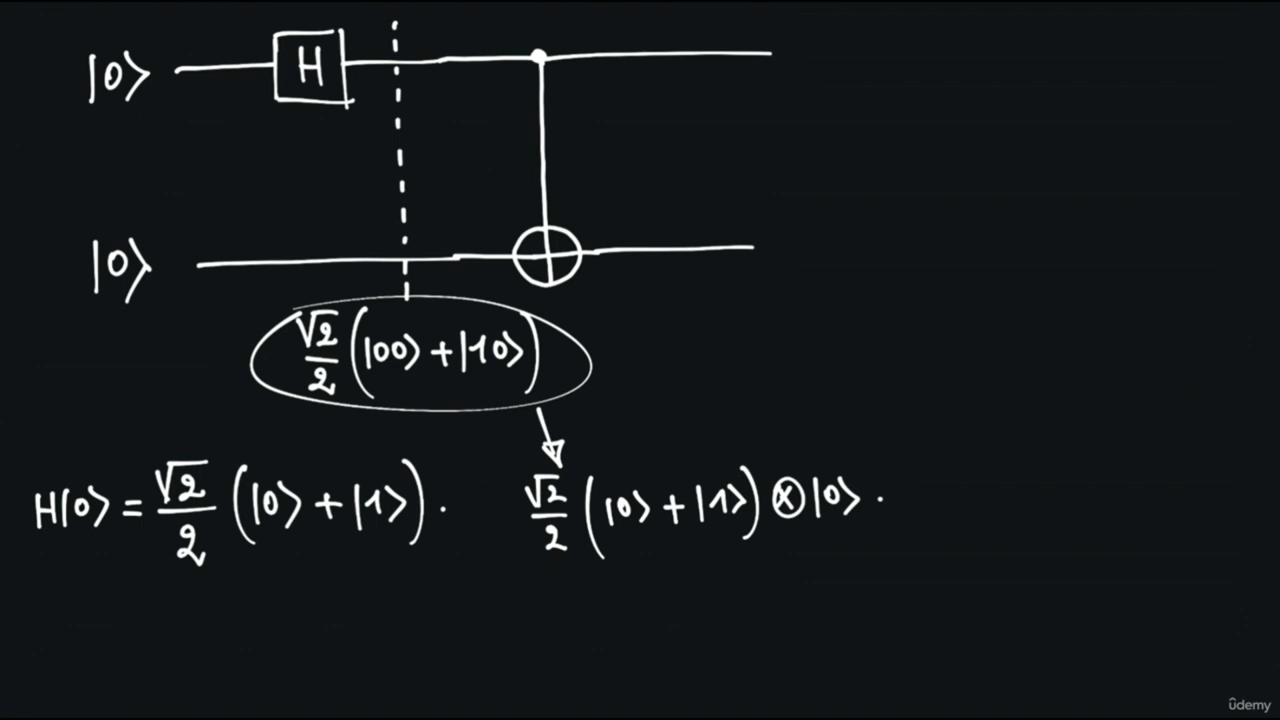 |0⟩ H
|0⟩
√2/2 (|00⟩ + |10⟩)
H|0⟩ = √2/2 (|0⟩ + |1⟩). √2/2 (|0⟩ + |1⟩) ⊗ |0⟩.
ûdemy